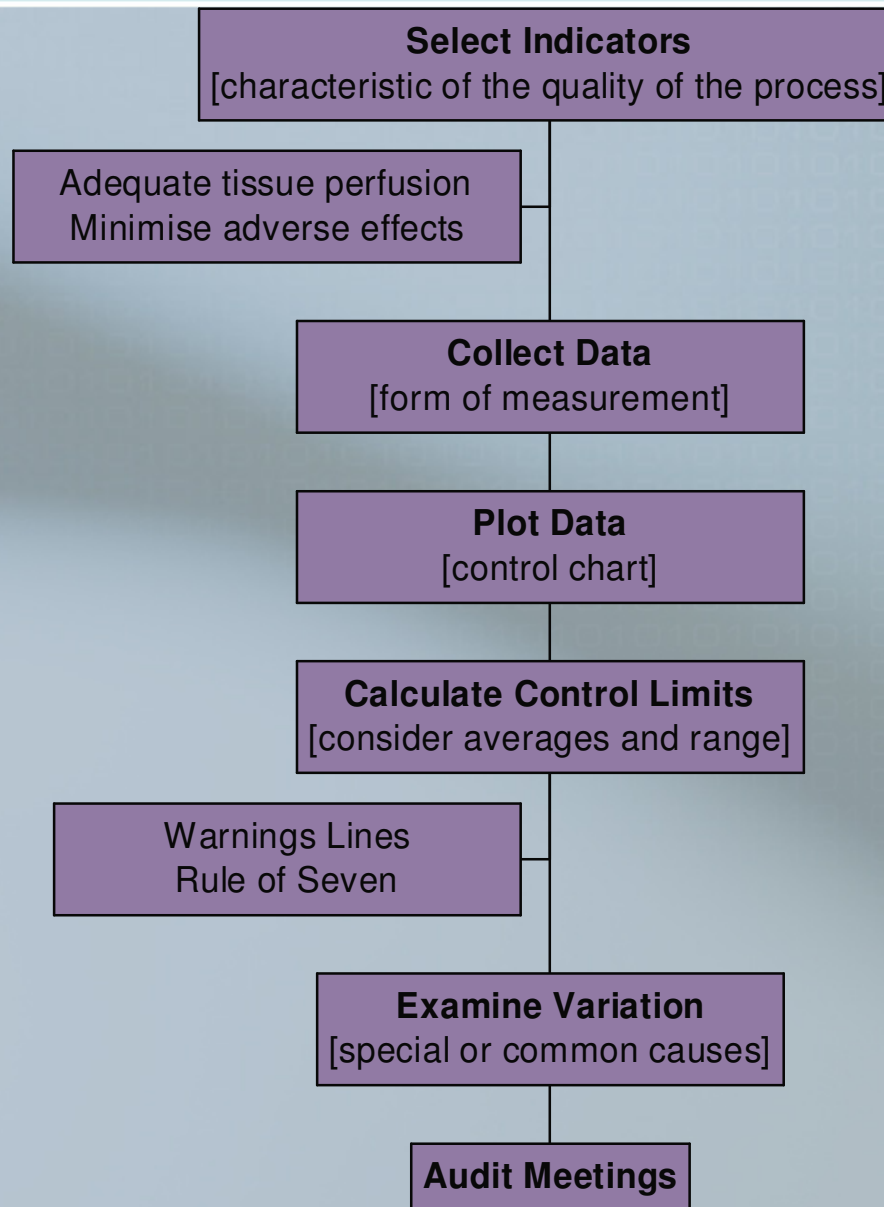 Select Indicators
[characteristic of the quality of the process]
Adequate tissue perfusion
Minimise adverse effects
Collect Data
[form of measurement]
Plot Data
[control chart]
Calculate Control Limits
[consider averages and range]
Warnings Lines
Rule of Seven
Examine Variation
[special or common causes]
Audit Meetings